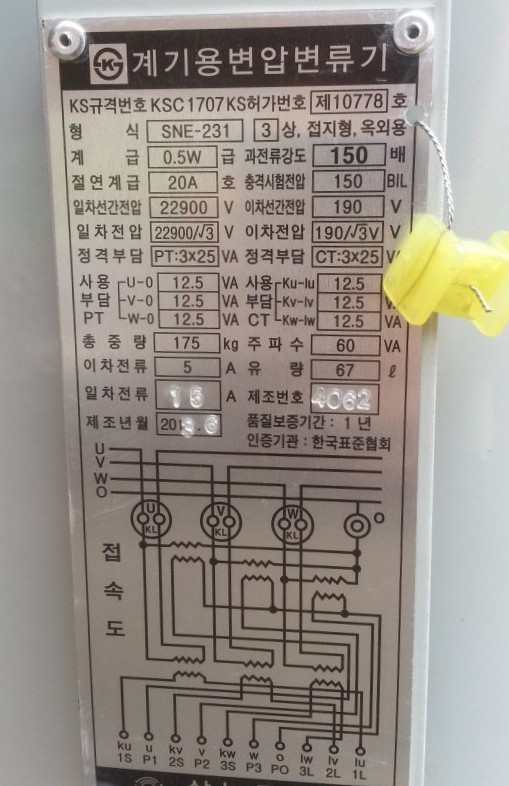 계기용변압변류기
KS규격번호 KSC1707 KS허가번호 제10778 호
형 식 SNE-231 3 상, 접지형, 옥외용
계 급 0.5W 급 과전류강도 150 배
절연계급 20A 호 충격시험전압 150 BIL
일차선간전압 22900 V 이차선간전압 190 V
일차전압 22900/√3 V 이차전압 190/√3V V
정격부담 PT:3×25 VA 정격부담 CT:3×25 VA
사용 U-O 12.5 VA 사용 Ku-lu 12.5
부담 V-O 12.5 VA 부담 Kv-lv 12.5 VA
PT W-O 12.5 VA CT Kw-lw 12.5 VA
총 중 량 175 kg 주 파 수 60 VA
이차전류 5 A 유 량 67 ℓ
일차전류 15 A 제조번호 4062
제조년월 품질보증기간 : 1 년
인증기관 : 한국표준협회
U
V
W
O
U V W O
KL KL KL
접
속
도
ku u kv v kw w o lw lv lu
1S P1 2S P2 3S P3 PO 3L 2L 1L